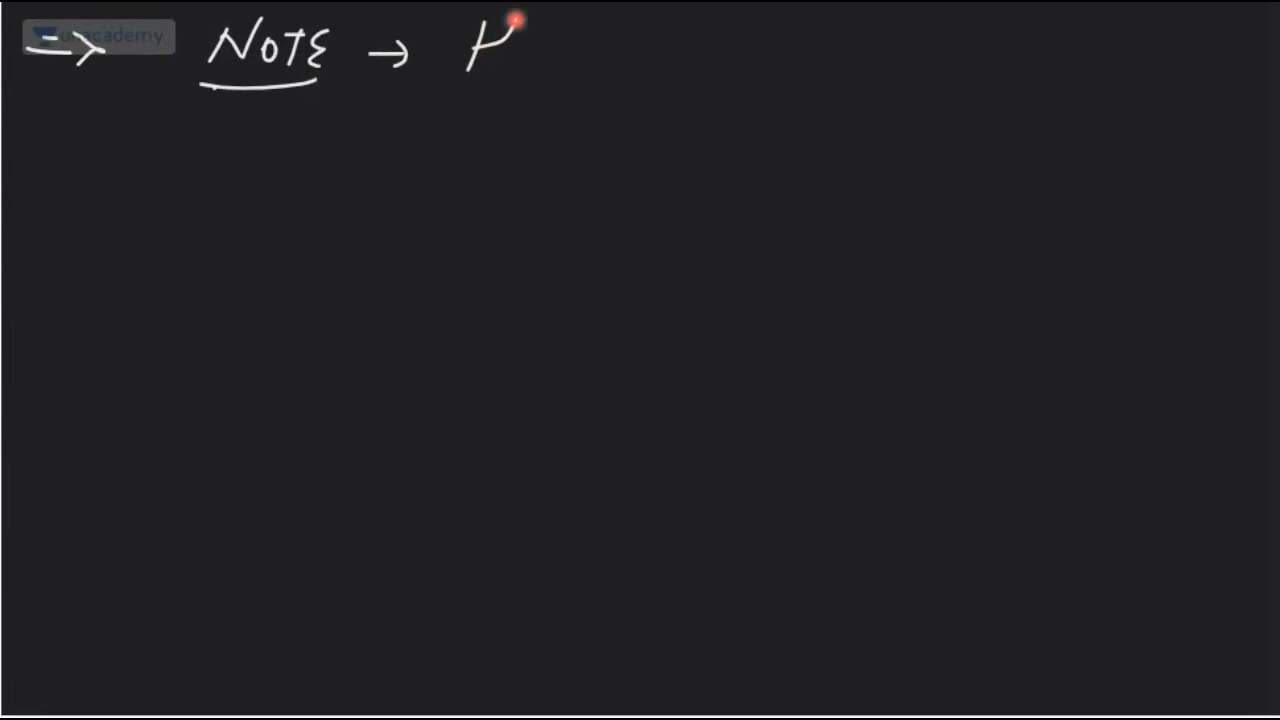 => NOTE →